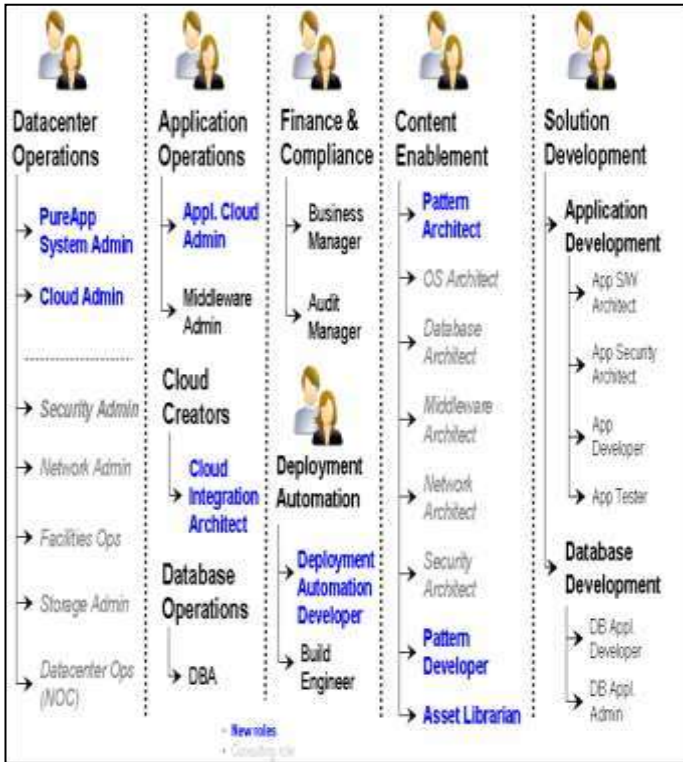 Datacenter
Operations
PureApp
System Admin
Cloud Admin
Security Admin
Network Admin
Facilities Ops
Storage Admin
Datacenter Ops
(NOC)
Application
Operations
Appl. Cloud
Admin
Middleware
Admin
Cloud
Creators
Cloud
Integration
Architect
Database
Operations
DBA
Finance &
Compliance
Business
Manager
Audit
Manager
Deployment
Automation
Deployment
Automation
Developer
Build
Engineer
Content
Enablement
Pattern
Architect
OS Architect
Database
Architect
Middleware
Architect
Network
Architect
Security
Architect
Pattern
Developer
Asset Librarian
Solution
Development
Application
Development
App S/W
Architect
App Security
Architect
App
Developer
App Tester
Database
Development
DB Appl.
Developer
DB Appl.
Admin
• New roles
• Consulting role